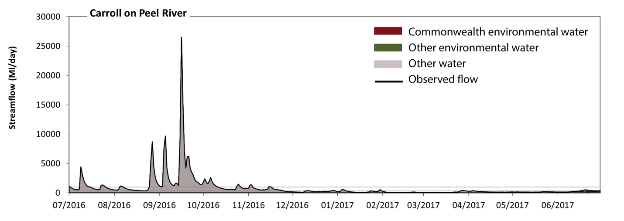 Carroll on Peel River
Streamflow (Ml/day)
30000
25000
20000
15000
10000
5000
0
Commonwealth environmental water
Other environmental water
Other water
Observed flow
07/2016 08/2016 09/2016 10/2016 11/2016 12/2016 01/2017 02/2017 03/2017 04/2017 05/2017 06/2017